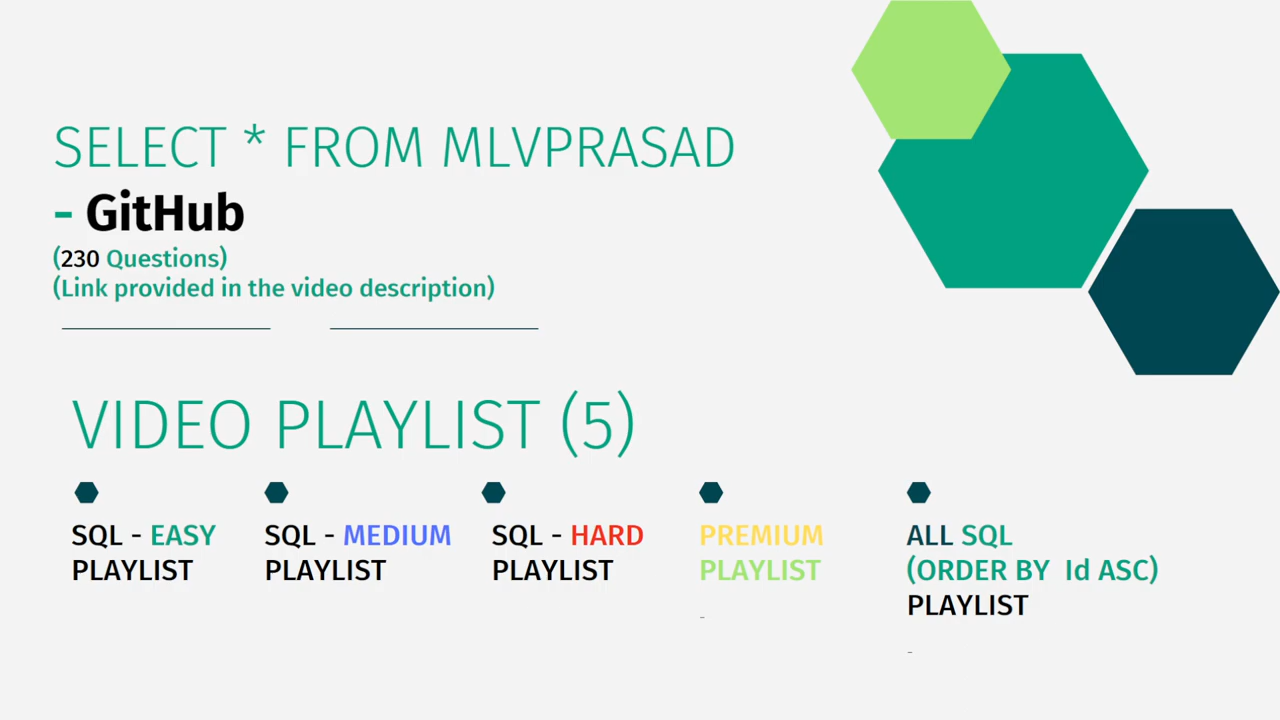 SELECT * FROM MLVPRASAD
- GitHub
(230 Questions)
(Link provided in the video description)
VIDEO PLAYLIST (5)
SQL - EASY
PLAYLIST
SQL - MEDIUM
PLAYLIST
SQL - HARD
PLAYLIST
PREMIUM
PLAYLIST
-
ALL SQL
(ORDER BY Id ASC)
PLAYLIST
-